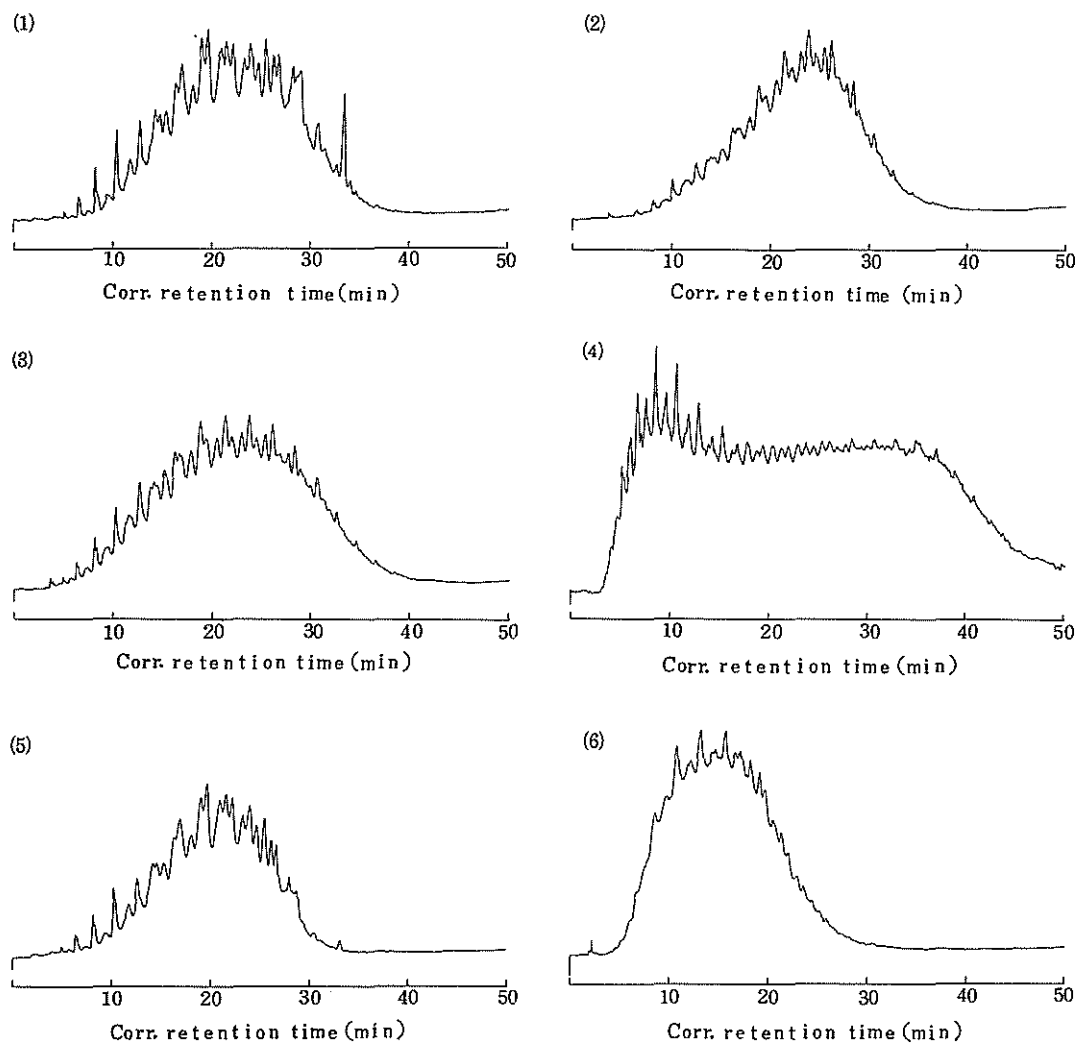 (1)
10 20 30 40 50
Corr. retention time(min)
(2)
10 20 30 40 50
Corr. retention time (min)
(3)
10 20 30 40 50
Corr. retention time(min)
(4)
10 20 30 40 50
Corr. retention time(min)
(5)
10 20 30 40 50
Corr. retention time(min)
(6)
10 20 30 40 50
Corr. retention time(min)